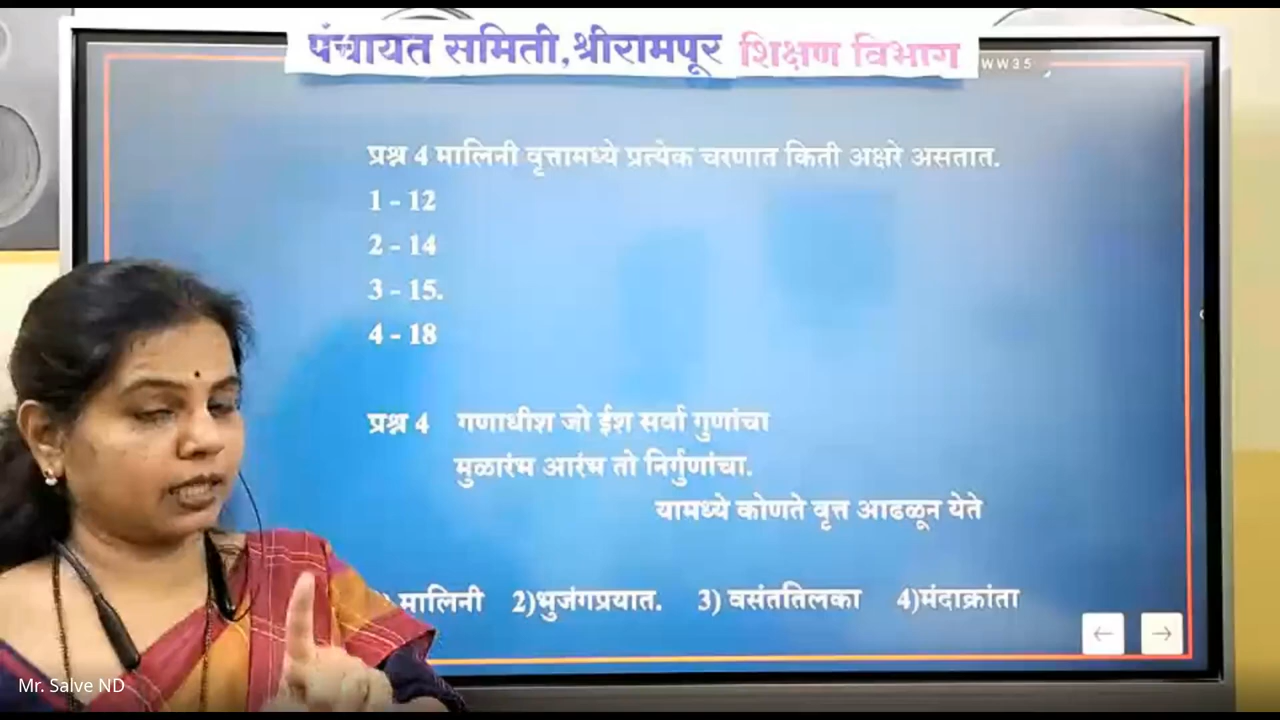 पंचायत समिती,श्रीरामपूर शिक्षण विभाग
WW35
प्रश्न 4 मालिनी वृत्तामध्ये प्रत्येक चरणात किती अक्षरे असतात.
1 - 12
2 - 14
3 - 15.
4 - 18
प्रश्न 4 गणाधीश जो ईश सर्वा गुणांचा
मुळारंभ आरंभ तो निर्गुणांचा.
यामध्ये कोणते वृत्त आढळून येते
मालिनी 2)भुजंगप्रयात. 3) वसंततिलका 4)मंदाक्रांता
Mr. Salve ND